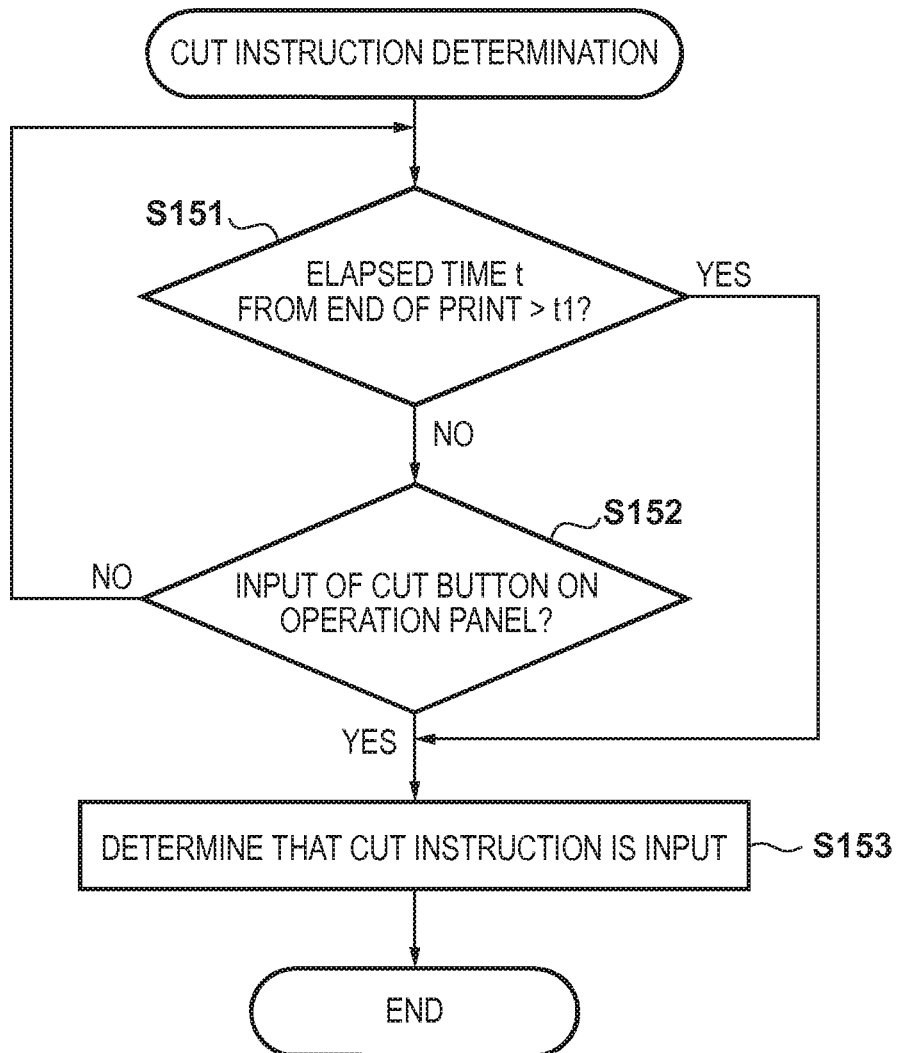 CUT INSTRUCTION DETERMINATION
S151
ELAPSED TIME t
FROM END OF PRINT > t1?
YES
NO
S152
NO
INPUT OF CUT BUTTON ON
OPERATION PANEL?
YES
DETERMINE THAT CUT INSTRUCTION IS INPUT
S153
END